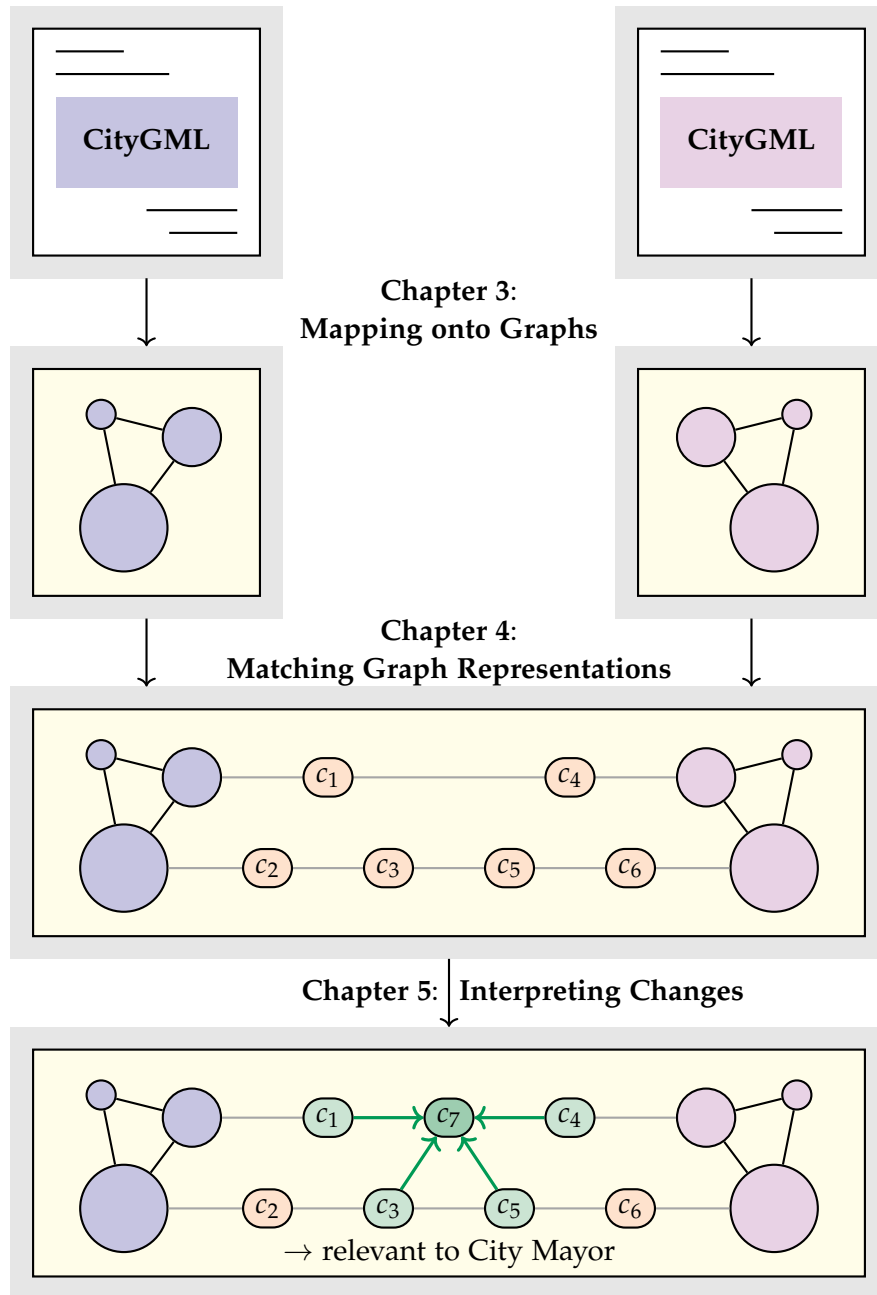 CityGML
CityGML
Chapter 3:
Mapping onto Graphs
Chapter 4:
Matching Graph Representations
c₁
c₄
c₂
c₃
c₅
c₆
Chapter 5: Interpreting Changes
c₁
c₇
c₄
c₂
c₃
c₅
c₆
→ relevant to City Mayor